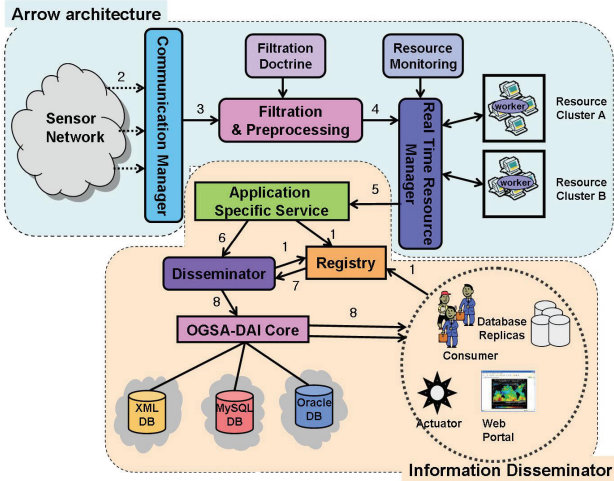 Arrow architecture
Sensor
Network
2
Communication Manager
3
Filtration
Doctrine
Filtration
& Preprocessing
4
Resource
Monitoring
Real Time Resource
Manager
worker
Resource
Cluster A
worker
Resource
Cluster B
5
Application
Specific Service
6
1
1
Registry
7
1
Disseminator
8
OGSA-DAI Core
8
XML
DB
MySQL
DB
Oracle
DB
Database
Replicas
Consumer
Actuator
Web
Portal
Information Disseminator